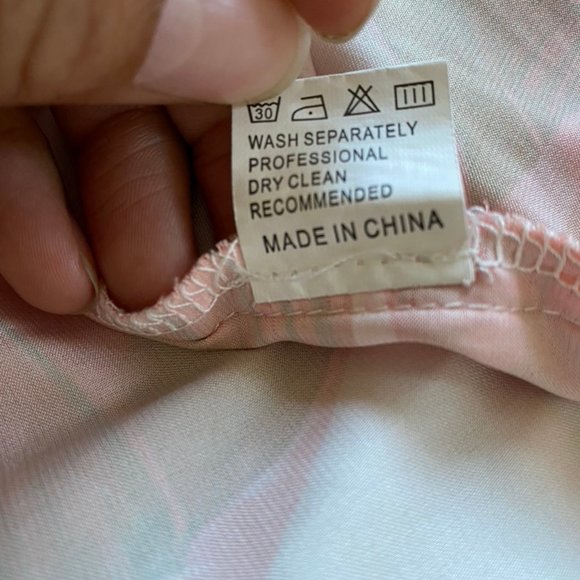 30
WASH SEPARATELY
PROFESSIONAL
DRY CLEAN
RECOMMENDED
MADE IN CHINA